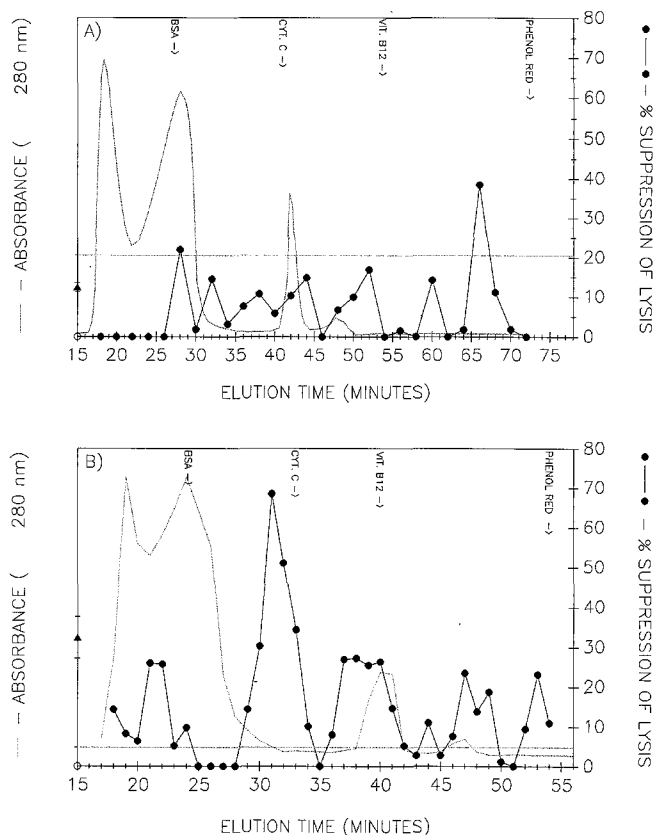 A)
BSA ->
CYT. C ->
VIT. B12 ->
PHENOL RED ->
— ABSORBANCE ( 280 nm)
80
70
60
50
40
30
20
10
0
●—● – % SUPPRESSION OF LYSIS
15 20 25 30 35 40 45 50 55 60 65 70 75
ELUTION TIME (MINUTES)
B)
BSA ->
CYT. C ->
VIT. B12 ->
PHENOL RED ->
— ABSORBANCE ( 280 nm)
80
70
60
50
40
30
20
10
0
●—● – % SUPPRESSION OF LYSIS
15 20 25 30 35 40 45 50 55
ELUTION TIME (MINUTES)